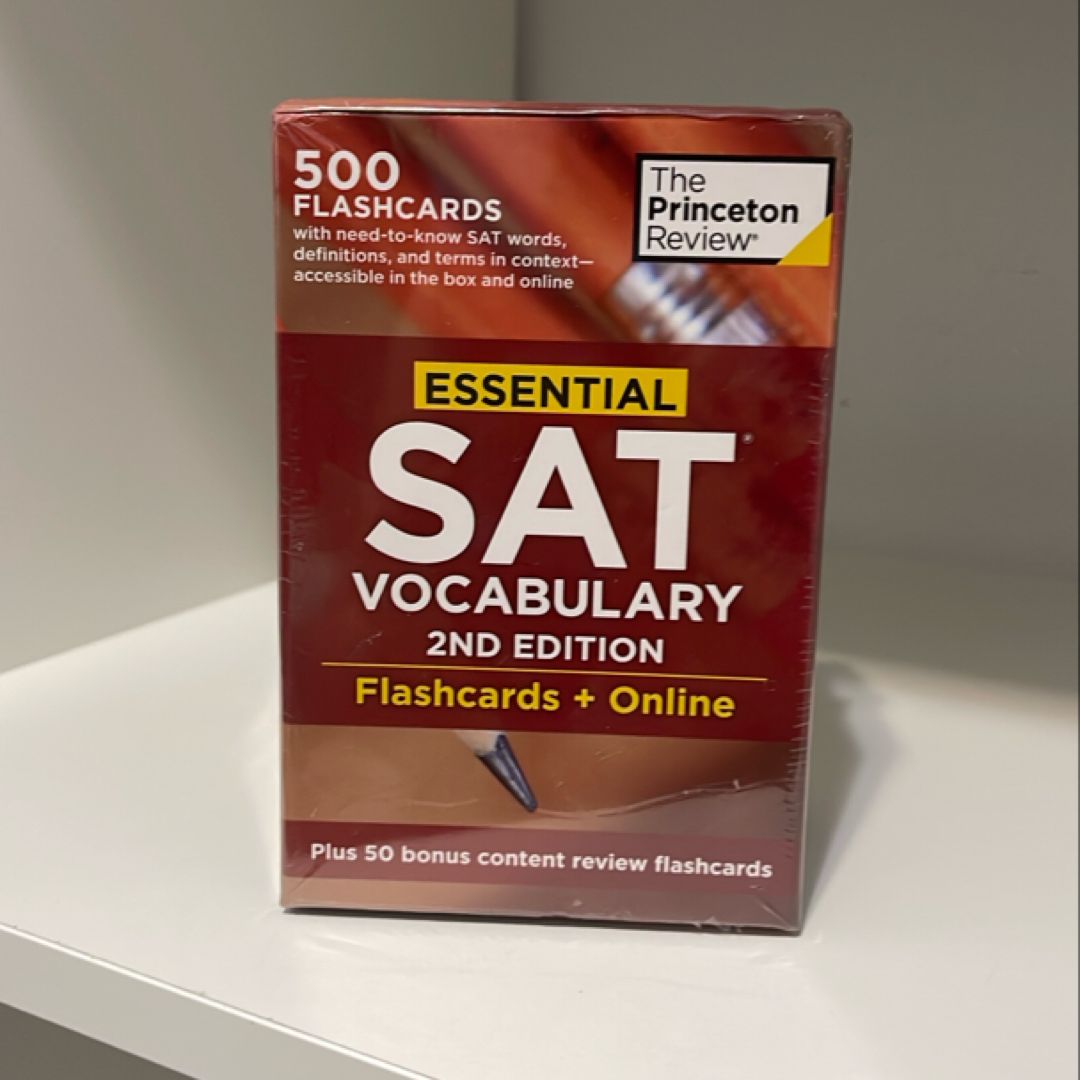 500
FLASHCARDS
with need-to-know SAT words,
definitions, and terms in context—
accessible in the box and online
The
Princeton
Review®
ESSENTIAL
SAT®
VOCABULARY
2ND EDITION
Flashcards + Online
Plus 50 bonus content review flashcards